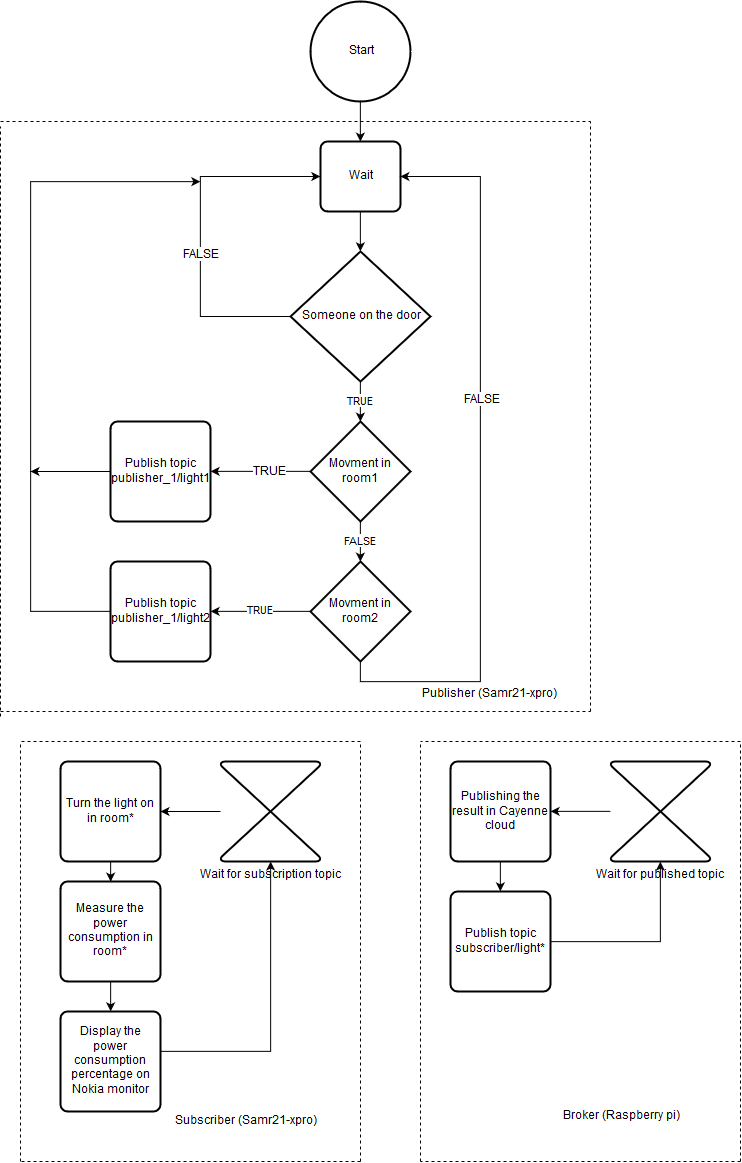 Start
Wait
FALSE
Someone on the door
TRUE
FALSE
Movment in
room1
TRUE
Publish topic
publisher_1/light1
FALSE
Movment in
room2
TRUE
Publish topic
publisher_1/light2
Publisher (Samr21-xpro)
Turn the light on
in room*
Wait for subscription topic
Measure the
power
consumption in
room*
Display the
power
consumption
percentage on
Nokia monitor
Subscriber (Samr21-xpro)
Publishing the
result in Cayenne
cloud
Wait for published topic
Publish topic
subscriber/light*
Broker (Raspberry pi)